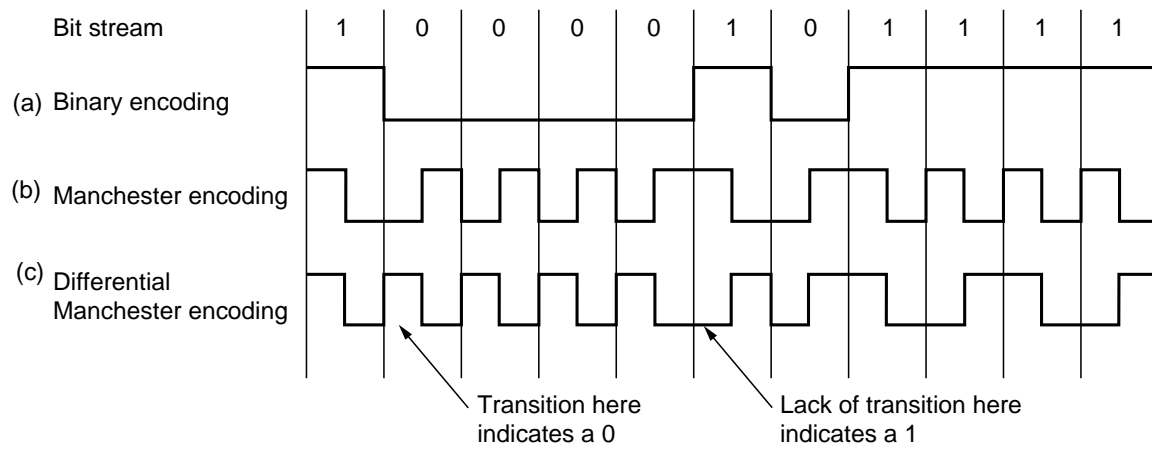 Bit stream 1 0 0 0 0 1 0 1 1 1 1
(a) Binary encoding
(b) Manchester encoding
(c) Differential
Manchester encoding
Transition here
indicates a 0
Lack of transition here
indicates a 1